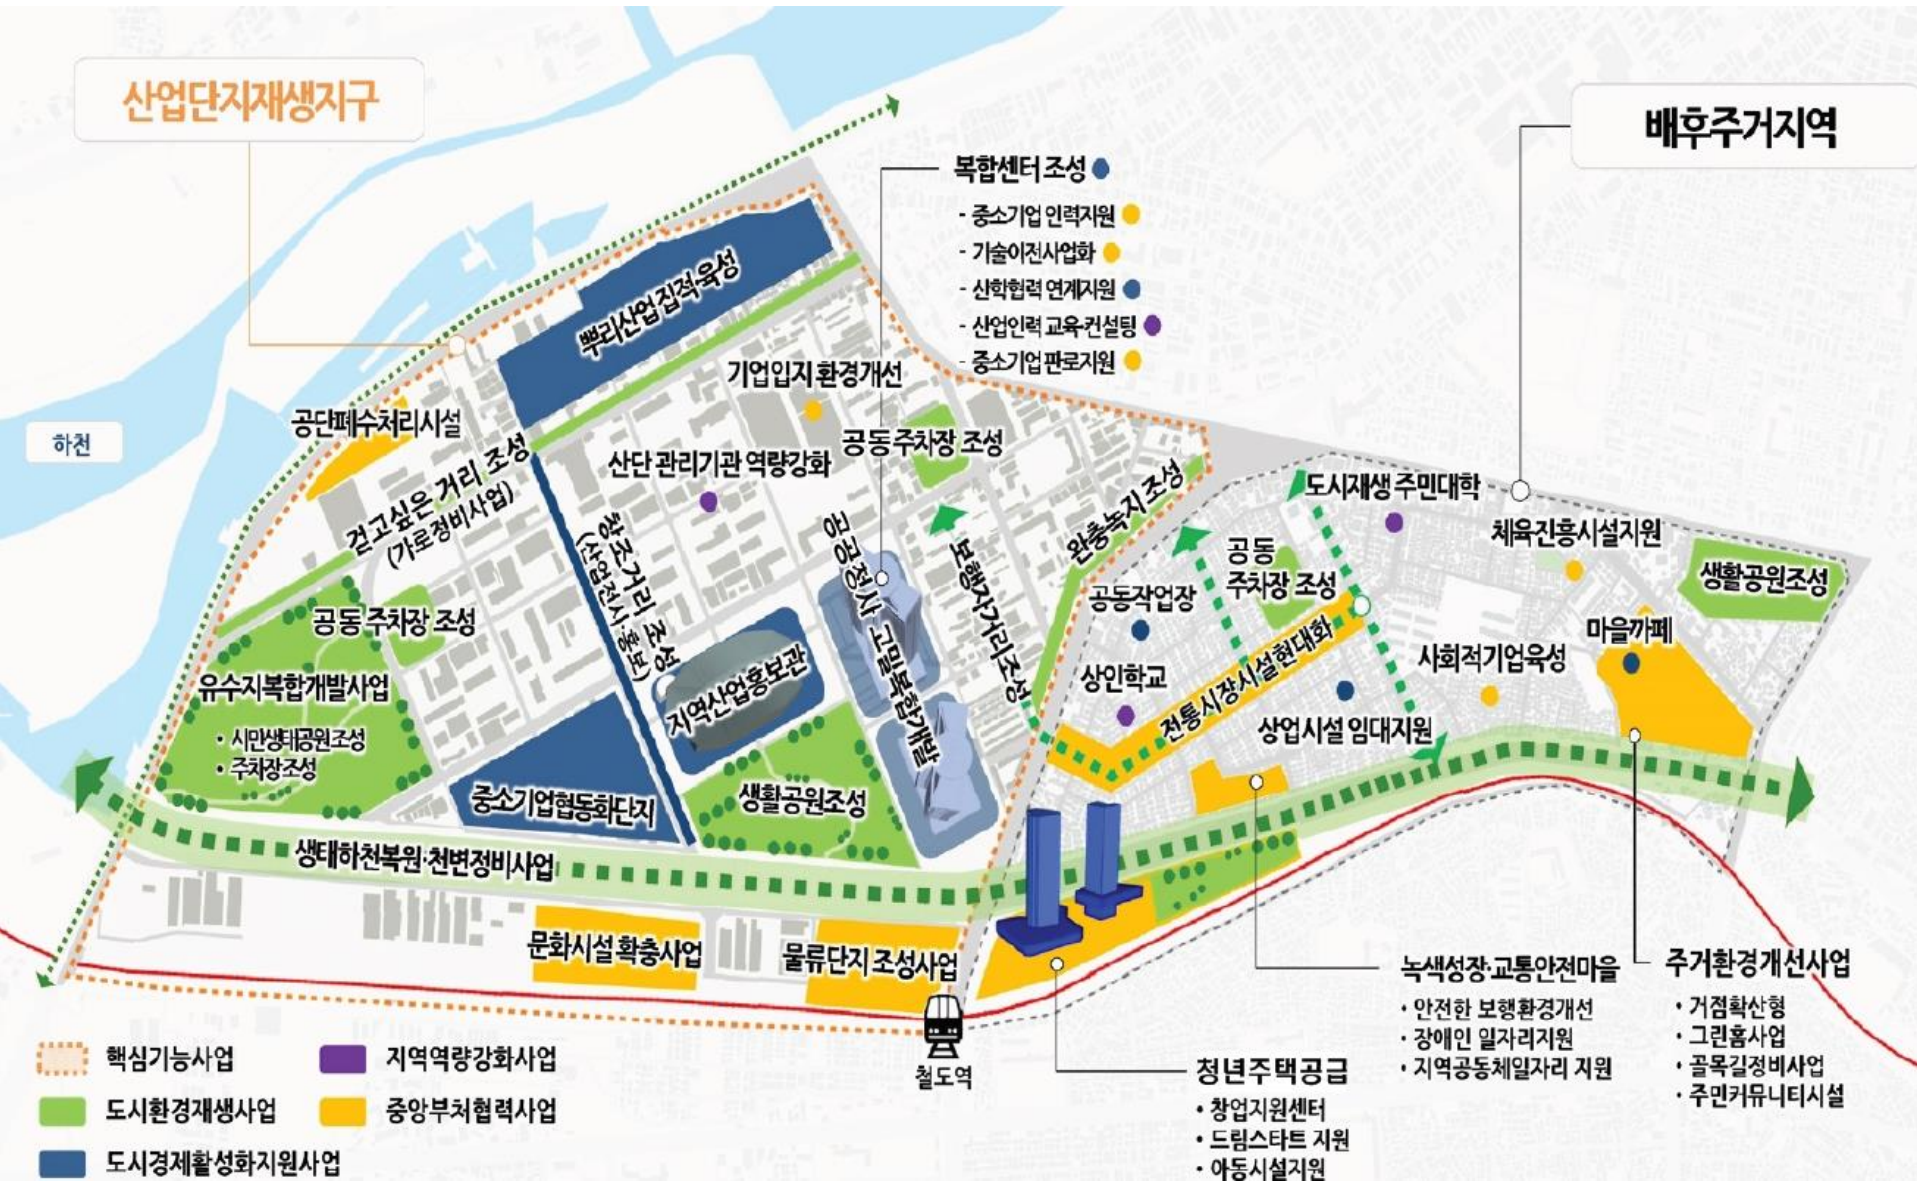 산업단지재생지구
배후주거지역
복합센터 조성
- 중소기업 인력지원
- 기술이전사업화
- 산학협력 연계지원
- 산업인력 교육·컨설팅
- 중소기업 판로지원
뿌리산업 집적·육성
기업입지 환경개선
공단폐수처리시설
하천
걷고싶은 거리 조성
(가로정비사업)
산단 관리기관 역량강화
공동 주차장 조성
창조거리 조성
(산업전시·홍보)
공공청사 고밀복합개발
보행자거리조성
완충녹지 조성
도시재생 주민대학
체육진흥시설지원
생활공원조성
공동작업장
공동
주차장 조성
마을까페
사회적기업육성
상인학교
전통시장시설현대화
상업시설 임대지원
공동 주차장 조성
유수지복합개발사업
• 시민생태공원조성
• 주차장조성
지역산업홍보관
중소기업협동화단지
생활공원조성
생태하천복원·천변정비사업
문화시설 확충사업
물류단지 조성사업
철도역
녹색성장·교통안전마을
• 안전한 보행환경개선
• 장애인 일자리지원
• 지역공동체일자리 지원
주거환경개선사업
• 거점확산형
• 그린홈사업
• 골목길정비사업
• 주민커뮤니티시설
청년주택공급
• 창업지원센터
• 드림스타트 지원
• 아동시설지원
핵심기능사업
지역역량강화사업
도시환경재생사업
중앙부처협력사업
도시경제활성화지원사업